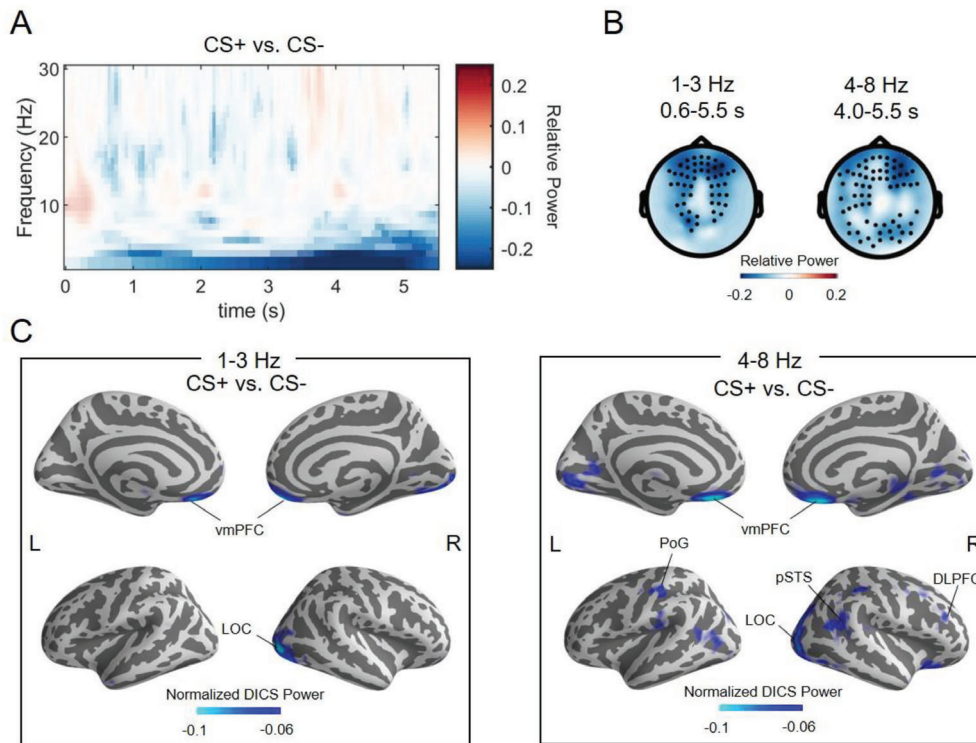 A
CS+ vs. CS-
30
20
10
Frequency (Hz)
0 1 2 3 4 5
time (s)
0.2
0.1
0
-0.1
-0.2
Relative Power
B
1-3 Hz
0.6-5.5 s
4-8 Hz
4.0-5.5 s
Relative Power
-0.2 0 0.2
C
1-3 Hz
CS+ vs. CS-
vmPFC
L R
LOC
Normalized DICS Power
-0.1 -0.06
4-8 Hz
CS+ vs. CS-
vmPFC
L R
PoG
pSTS
DLPFC
LOC
Normalized DICS Power
-0.1 -0.06